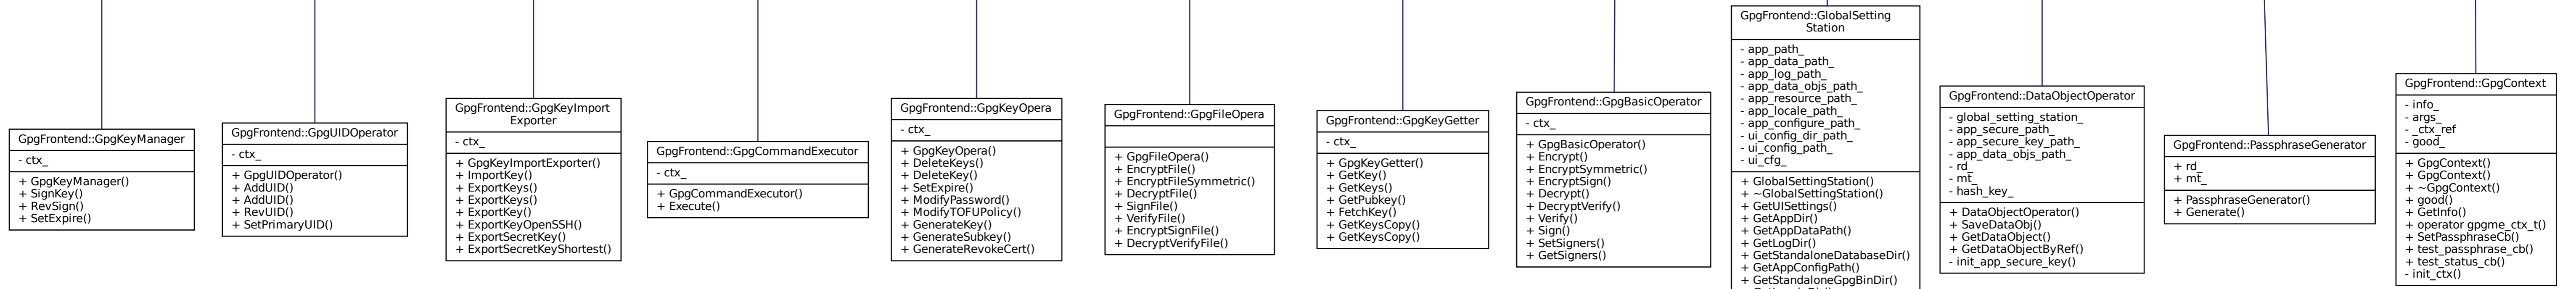 GpgFrontend::GpgKeyManager
- ctx_
+ GpgKeyManager()
+ SignKey()
+ RevSign()
+ SetExpire()
GpgFrontend::GpgUIDOperator
- ctx_
+ GpgUIDOperator()
+ AddUID()
+ AddUID()
+ RevUID()
+ SetPrimaryUID()
GpgFrontend::GpgKeyImport
Exporter
- ctx_
+ GpgKeyImportExporter()
+ ImportKey()
+ ExportKeys()
+ ExportKeys()
+ ExportKey()
+ ExportKeyOpenSSH()
+ ExportSecretKey()
+ ExportSecretKeyShortest()
GpgFrontend::GpgCommandExecutor
- ctx_
+ GpgCommandExecutor()
+ Execute()
GpgFrontend::GpgKeyOpera
- ctx_
+ GpgKeyOpera()
+ DeleteKeys()
+ DeleteKey()
+ SetExpire()
+ ModifyPassword()
+ ModifyTOFUPolicy()
+ GenerateKey()
+ GenerateSubkey()
+ GenerateRevokeCert()
GpgFrontend::GpgFileOpera
+ GpgFileOpera()
+ EncryptFile()
+ EncryptFileSymmetric()
+ DecryptFile()
+ SignFile()
+ VerifyFile()
+ EncryptSignFile()
+ DecryptVerifyFile()
GpgFrontend::GpgKeyGetter
- ctx_
+ GpgKeyGetter()
+ GetKey()
+ GetKeys()
+ GetPubkey()
+ FetchKey()
+ GetKeysCopy()
+ GetKeysCopy()
GpgFrontend::GpgBasicOperator
- ctx_
+ GpgBasicOperator()
+ Encrypt()
+ EncryptSymmetric()
+ EncryptSign()
+ Decrypt()
+ DecryptVerify()
+ Verify()
+ Sign()
+ SetSigners()
+ GetSigners()
GpgFrontend::GlobalSetting
Station
- app_path_
- app_data_path_
- app_log_path_
- app_data_objs_path_
- app_resource_path_
- app_locale_path_
- app_configure_path_
- ui_config_dir_path_
- ui_config_path_
- ui_cfg_
+ GlobalSettingStation()
+ ~GlobalSettingStation()
+ GetUISettings()
+ GetAppDir()
+ GetAppDataPath()
+ GetLogDir()
+ GetStandaloneDatabaseDir()
+ GetAppConfigPath()
+ GetStandaloneGpgBinDir()
GpgFrontend::DataObjectOperator
- global_setting_station_
- app_secure_path_
- app_secure_key_path_
- app_data_objs_path_
- rd_
- mt_
- hash_key_
+ DataObjectOperator()
+ SaveDataObj()
+ GetDataObject()
+ GetDataObjectByRef()
- init_app_secure_key()
GpgFrontend::PassphraseGenerator
+ rd_
+ mt_
+ PassphraseGenerator()
+ Generate()
GpgFrontend::GpgContext
- info_
- args_
- _ctx_ref
- good_
+ GpgContext()
+ GpgContext()
+ ~GpgContext()
+ good()
+ GetInfo()
+ operator gpgme_ctx_t()
+ SetPassphraseCb()
+ test_passphrase_cb()
+ test_status_cb()
- init_ctx()